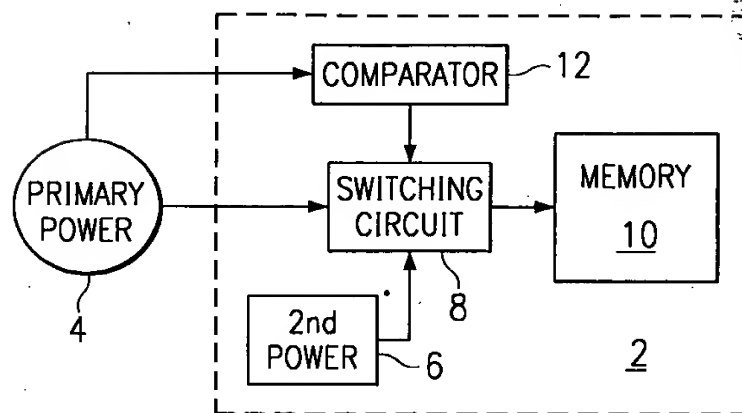 COMPARATOR
12
PRIMARY
POWER
4
SWITCHING
CIRCUIT
8
MEMORY
10
2nd
POWER
6
2